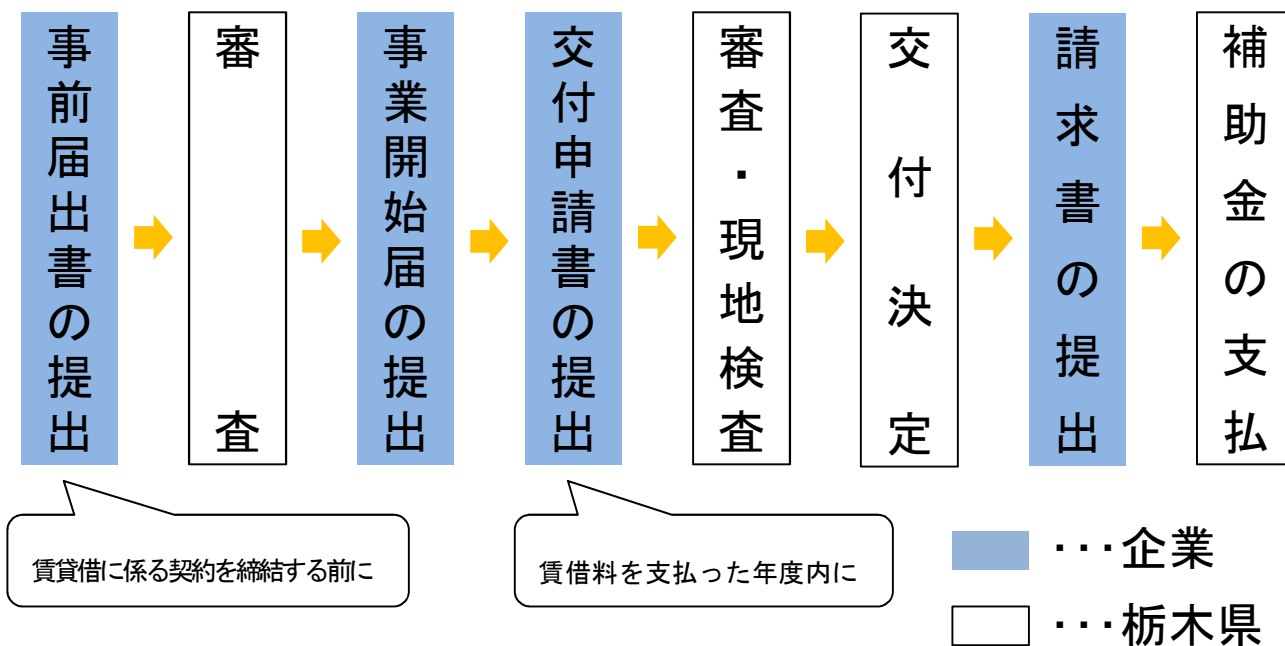 事前届出書の提出
審査
事業開始届の提出
交付申請書の提出
審査・現地検査
交付決定
請求書の提出
補助金の支払
賃貸借に係る契約を締結する前に
賃借料を支払った年度内に
･･･企業
･･･栃木県